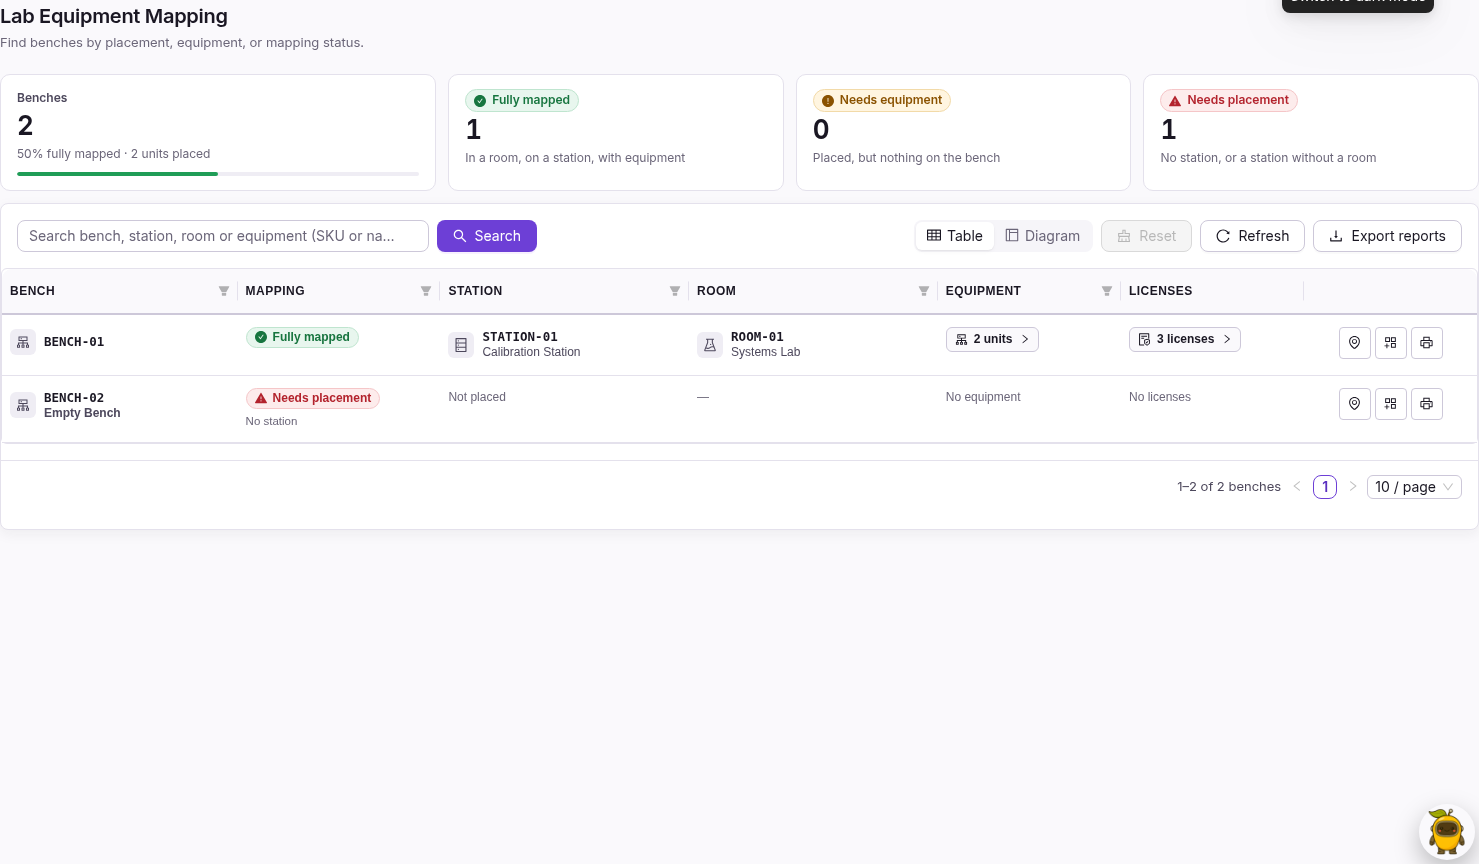 Lab Equipment Mapping
Find benches by placement, equipment, or mapping status.
Benches
2
50% fully mapped · 2 units placed
Fully mapped
1
In a room, on a station, with equipment
Needs equipment
0
Placed, but nothing on the bench
Needs placement
1
No station, or a station without a room
Search bench, station, room or equipment (SKU or na...
Search
Table
Diagram
Reset
Refresh
Export reports
BENCH MAPPING STATION ROOM EQUIPMENT LICENSES
BENCH-01
Fully mapped
STATION-01
Calibration Station
ROOM-01
Systems Lab
2 units
3 licenses
BENCH-02
Empty Bench
Needs placement
No station
Not placed
—
No equipment
No licenses
1–2 of 2 benches
1
10 / page